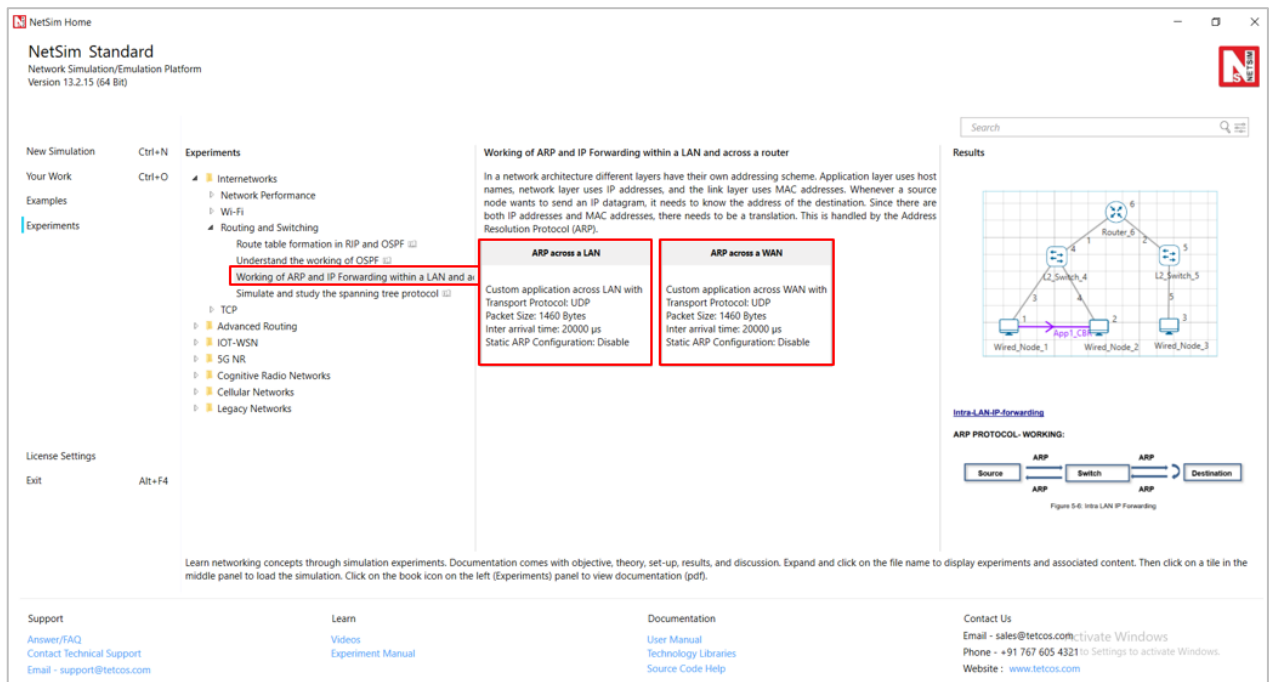 NetSim Home
NetSim Standard
Network Simulation/Emulation Platform
Version 13.2.15 (64 Bit)
NETSIM
Search
New Simulation Ctrl+N
Your Work Ctrl+O
Examples
Experiments
License Settings
Exit Alt+F4
Experiments
Internetworks
Network Performance
Wi-Fi
Routing and Switching
Route table formation in RIP and OSPF
Understand the working of OSPF
Working of ARP and IP Forwarding within a LAN and a
Simulate and study the spanning tree protocol
TCP
Advanced Routing
IOT-WSN
5G NR
Cognitive Radio Networks
Cellular Networks
Legacy Networks
Working of ARP and IP Forwarding within a LAN and across a router
In a network architecture different layers have their own addressing scheme. Application layer uses host
names, network layer uses IP addresses, and the link layer uses MAC addresses. Whenever a source
node wants to send an IP datagram, it needs to know the address of the destination. Since there are
both IP addresses and MAC addresses, there needs to be a translation. This is handled by the Address
Resolution Protocol (ARP).
ARP across a LAN
Custom application across LAN with
Transport Protocol: UDP
Packet Size: 1460 Bytes
Inter arrival time: 20000 µs
Static ARP Configuration: Disable
ARP across a WAN
Custom application across WAN with
Transport Protocol: UDP
Packet Size: 1460 Bytes
Inter arrival time: 20000 µs
Static ARP Configuration: Disable
Results
6
Router_6
1 2
4 5
L2_Switch_4 L2_Switch_5
3 4 5
1 2 3
App1_CBR
Wired_Node_1 Wired_Node_2 Wired_Node_3
Intra-LAN-IP-forwarding
ARP PROTOCOL- WORKING:
ARP ARP
Source Switch Destination
ARP ARP
Figure 5-6: Intra LAN IP Forwarding
Learn networking concepts through simulation experiments. Documentation comes with objective, theory, set-up, results, and discussion. Expand and click on the file name to display experiments and associated content. Then click on a tile in the
middle panel to load the simulation. Click on the book icon on the left (Experiments) panel to view documentation (pdf).
Support
Answer/FAQ
Contact Technical Support
Email - support@tetcos.com
Learn
Videos
Experiment Manual
Documentation
User Manual
Technology Libraries
Source Code Help
Contact Us
Email - sales@tetcos.com
Phone - +91 767 605 4321
Website : www.tetcos.com
ctivate Windows
to Settings to activate Windows.